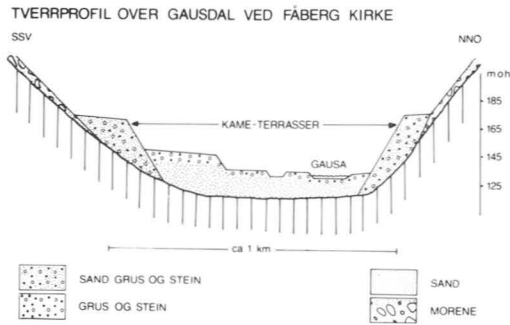 TVERRPROFIL OVER GAUSDAL VED FÅBERG KIRKE
SSV
NNO
m o h
185
165
145
125
KAME-TERRASSER
GAUSA
ca 1 km
SAND GRUS OG STEIN
GRUS OG STEIN
SAND
MORENE